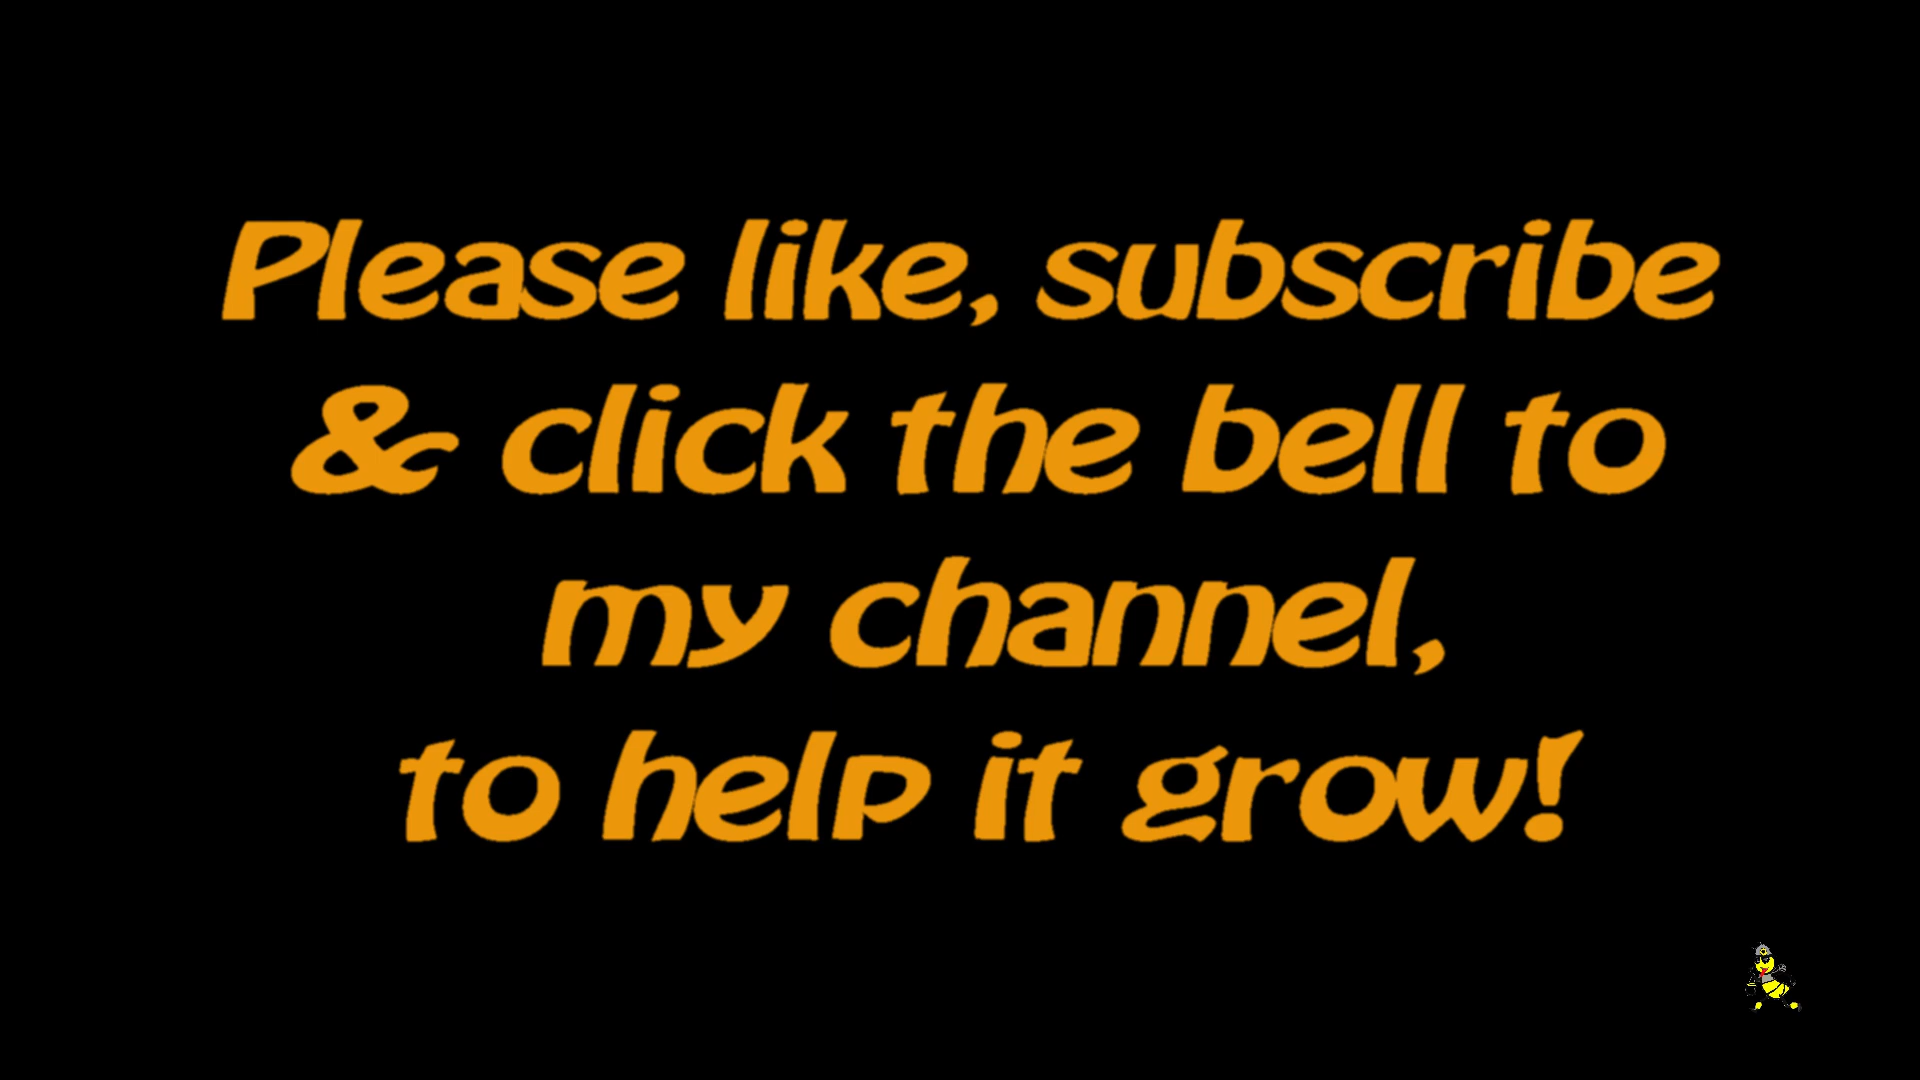 Please like, subscribe
& click the bell to
my channel,
to help it grow!